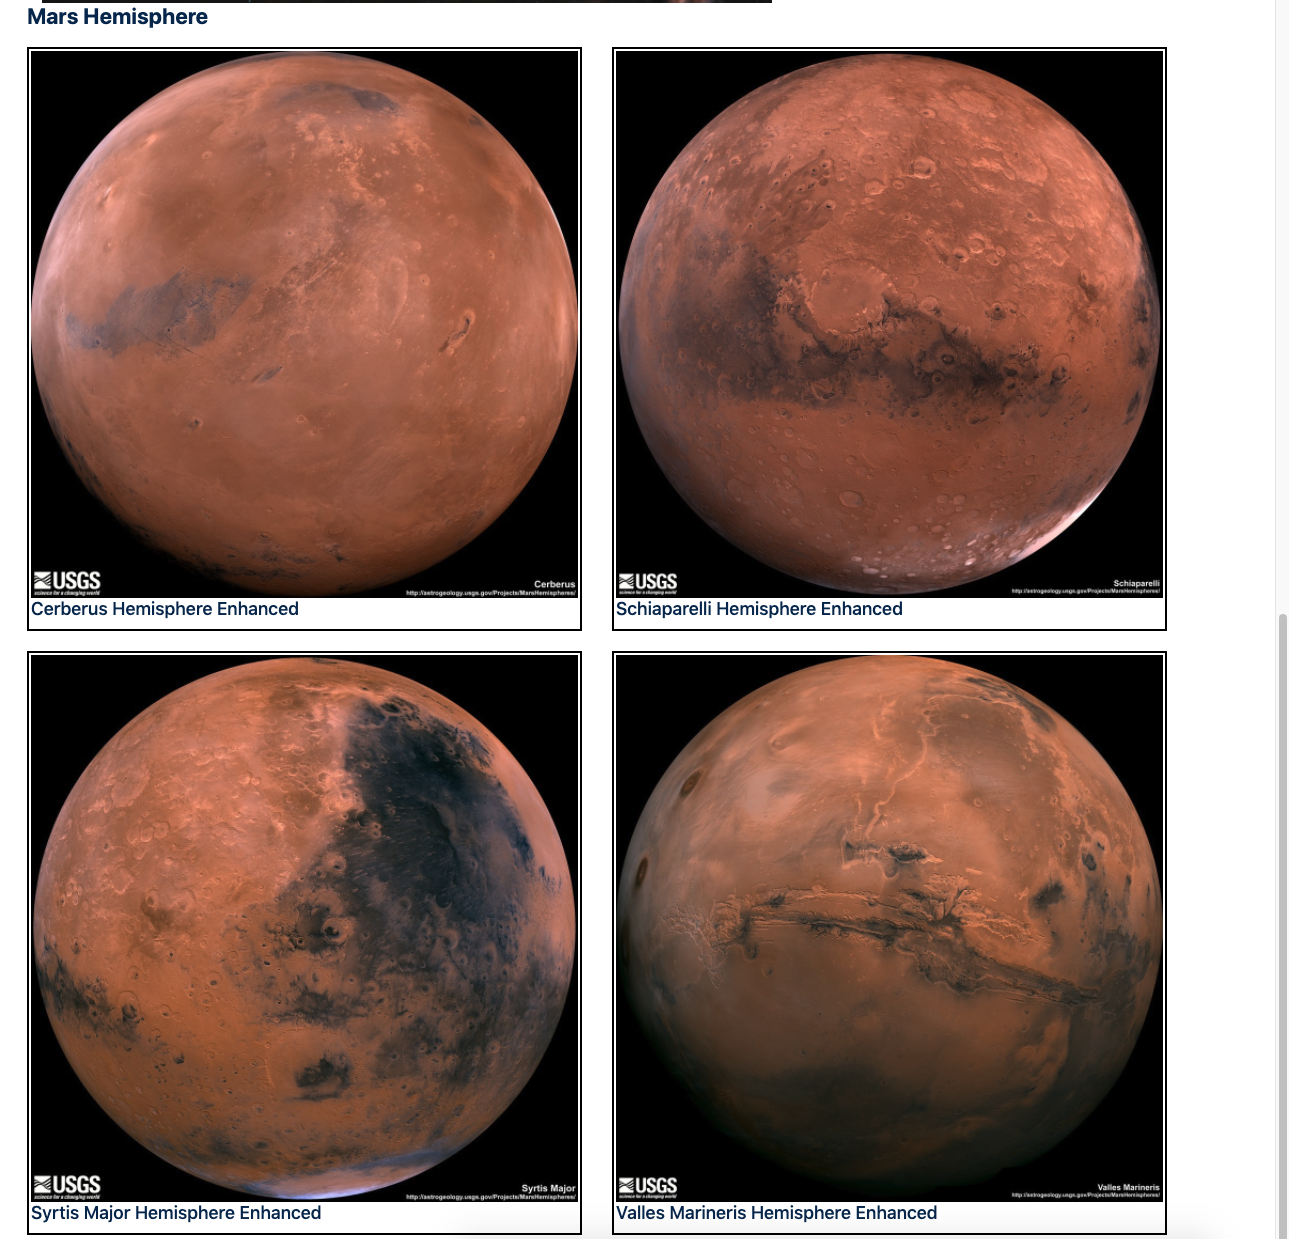 Mars Hemisphere
USGS
science for a changing world
Cerberus
http://astrogeology.usgs.gov/Projects/MarsHemispheres/
Cerberus Hemisphere Enhanced
USGS
science for a changing world
Schiaparelli
http://astrogeology.usgs.gov/Projects/MarsHemispheres/
Schiaparelli Hemisphere Enhanced
USGS
science for a changing world
Syrtis Major
http://astrogeology.usgs.gov/Projects/MarsHemispheres/
Syrtis Major Hemisphere Enhanced
USGS
science for a changing world
Valles Marineris
http://astrogeology.usgs.gov/Projects/MarsHemispheres/
Valles Marineris Hemisphere Enhanced